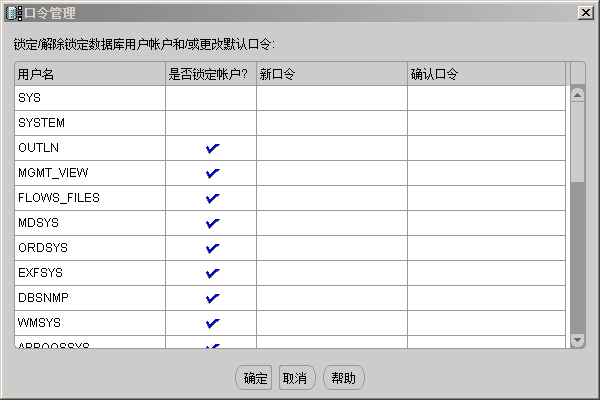 口令管理
锁定/解除锁定数据库用户帐户和/或更改默认口令:
用户名 是否锁定帐户? 新口令 确认口令
SYS
SYSTEM
OUTLN
MGMT_VIEW
FLOWS_FILES
MDSYS
ORDSYS
EXFSYS
DBSNMP
WMSYS
APPQOSSYS
确定 取消 帮助